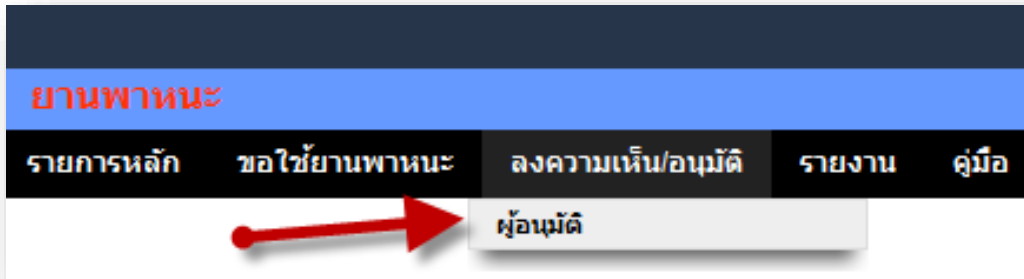 ยานพาหนะ
รายการหลัก ขอใช้ยานพาหนะ ลงความเห็น/อนุมัติ รายงาน คู่มือ
ผู้อนุมัติ